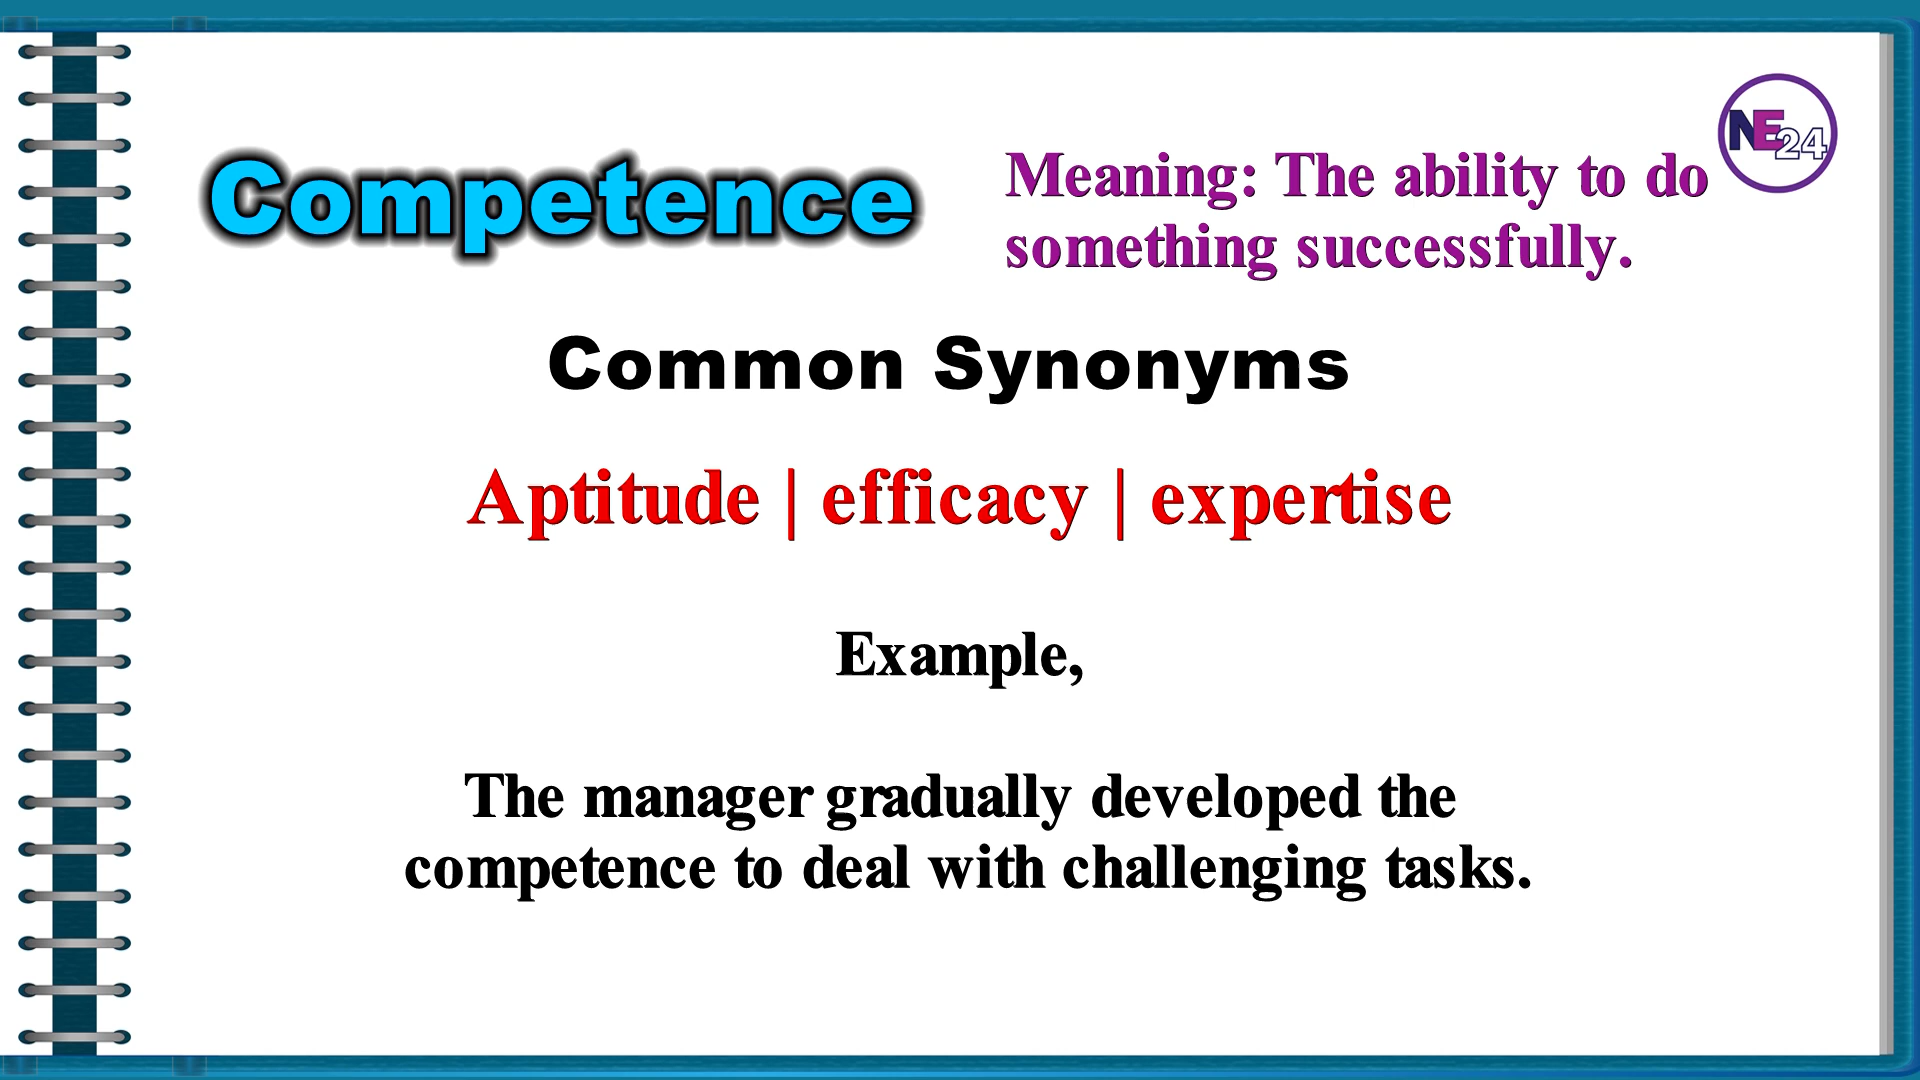 Competence
Meaning: The ability to do
something successfully.
NE24
Common Synonyms
Aptitude | efficacy | expertise
Example,
The manager gradually developed the
competence to deal with challenging tasks.